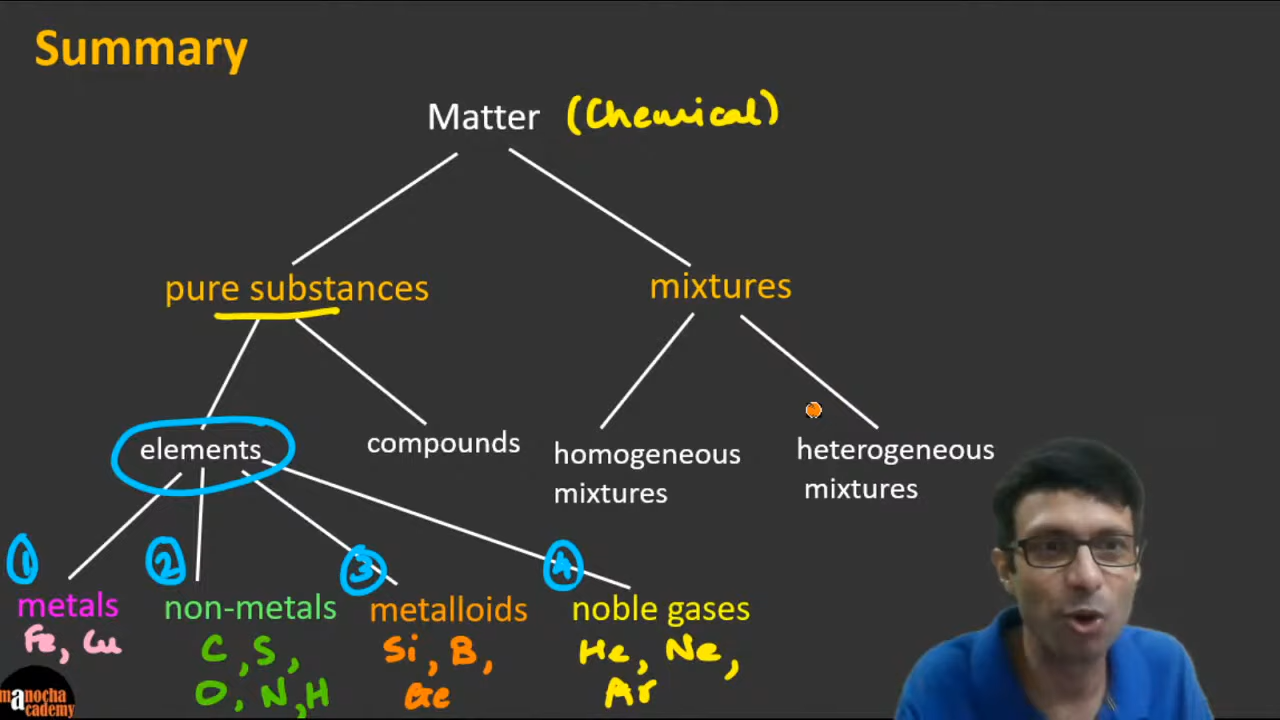 Summary
Matter (Chemical)
pure substances mixtures
elements compounds homogeneous mixtures heterogeneous mixtures
1 2 3 4
metals non-metals metalloids noble gases
Fe, Cu C, S, Si, B, He, Ne,
O, N, H Ge Ar
manocha
academy